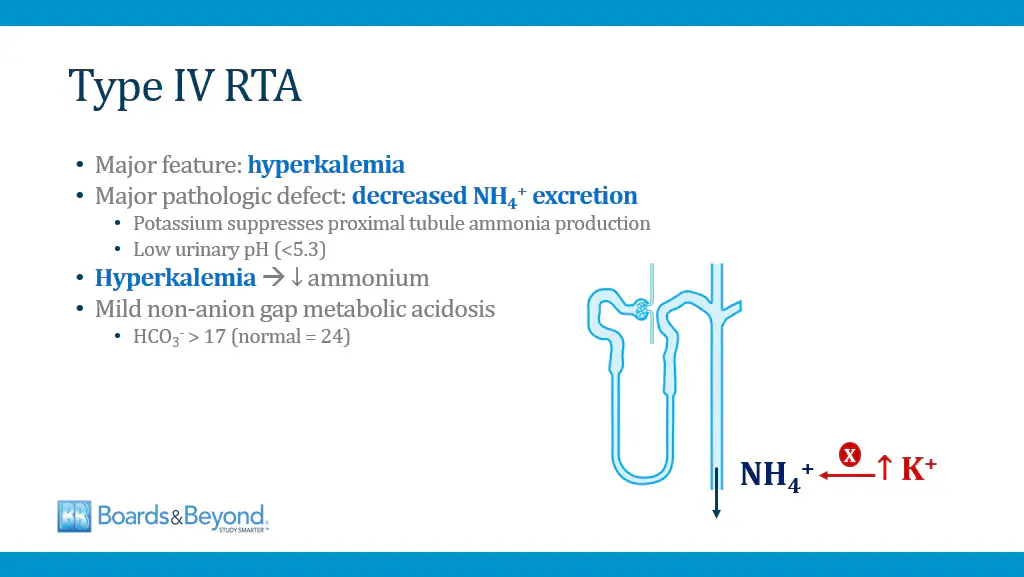 Type IV RTA
• Major feature: hyperkalemia
• Major pathologic defect: decreased NH₄⁺ excretion
• Potassium suppresses proximal tubule ammonia production
• Low urinary pH (<5.3)
• Hyperkalemia → ↓ ammonium
• Mild non-anion gap metabolic acidosis
• HCO₃⁻ > 17 (normal = 24)
NH₄⁺ X ↑ K⁺
BB Boards&Beyond®
STUDY SMARTER™